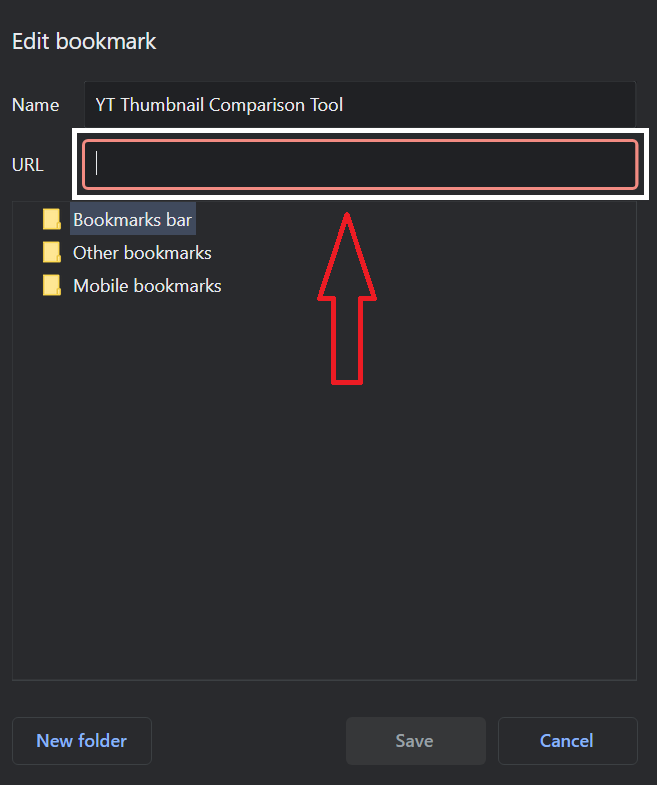 Edit bookmark
Name
YT Thumbnail Comparison Tool
URL
Bookmarks bar
Other bookmarks
Mobile bookmarks
New folder
Save
Cancel